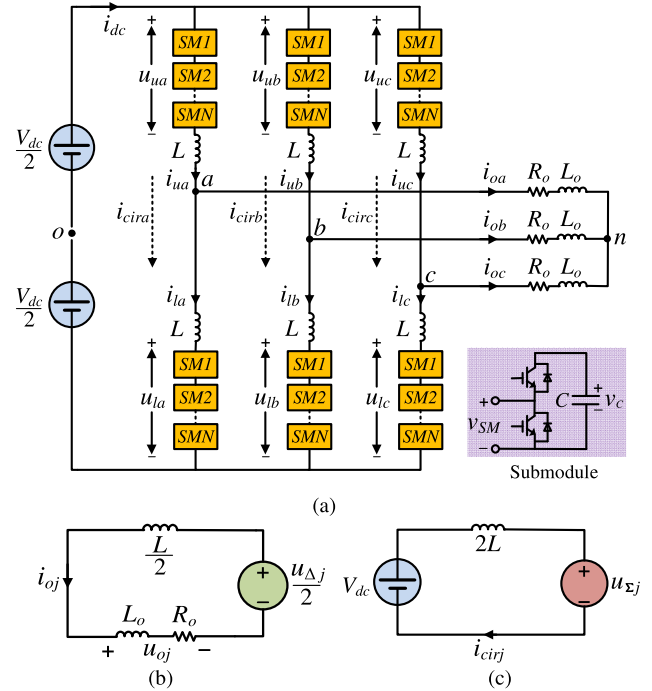 i_dc
+ + +
SM1 SM1 SM1
u_ua SM2 u_ub SM2 u_uc SM2
SMN SMN SMN
− − −
L L L
V_dc/2
i_ua a i_ub i_uc i_oa R_o L_o
i_cira i_cirb i_circ
o b i_ob R_o L_o n
c i_oc R_o L_o
V_dc/2
i_la i_lb i_lc
L L L
+ + +
SM1 SM1 SM1
u_la SM2 u_lb SM2 u_lc SM2
SMN SMN SMN
− − −
+ C + v_c −
v_SM
−
Submodule
(a)
L/2
i_oj
+ u_Δj/2 −
L_o R_o
+ u_oj −
(b)
2L
V_dc + u_Σj −
i_cirj
(c)